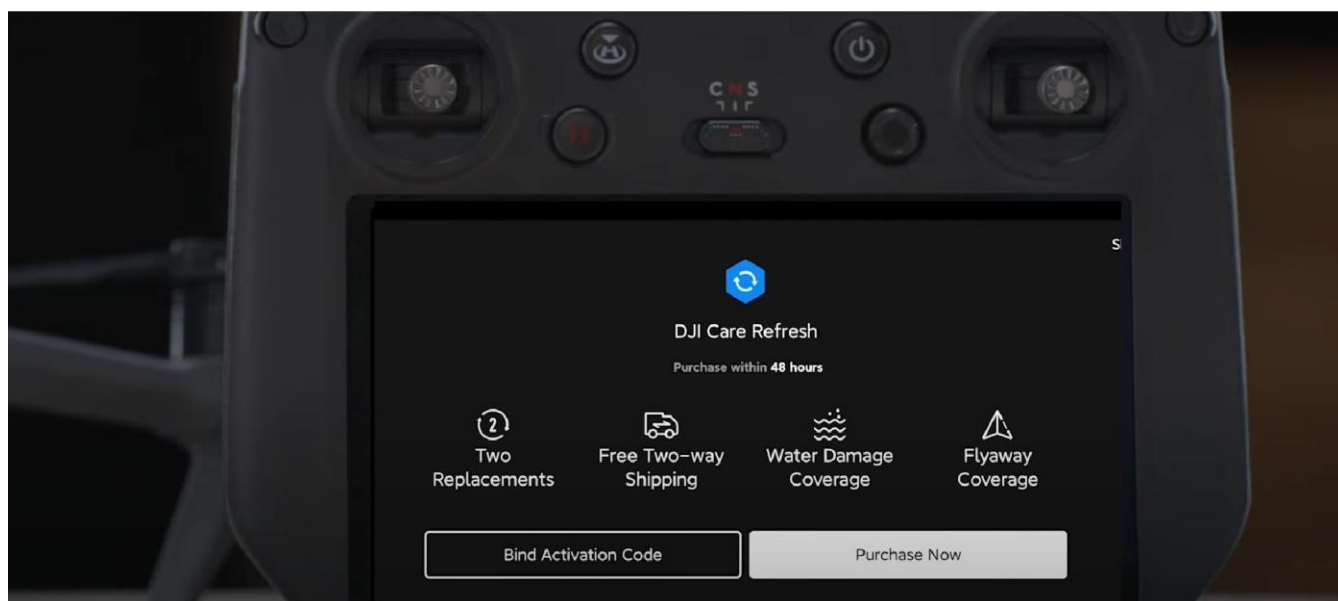 C N S
S
DJI Care Refresh
Purchase within 48 hours
2
Two
Replacements
Free Two-way
Shipping
Water Damage
Coverage
Flyaway
Coverage
Bind Activation Code
Purchase Now